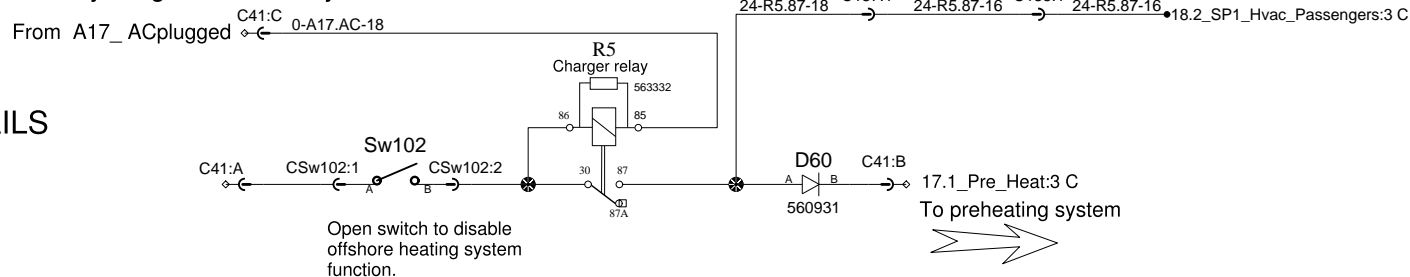 C41:C
From A17_ ACplugged
0-A17.AC-18
24-R5.87-18
24-R5.87-16
24-R5.87-16
18.2_SP1_Hvac_Passengers:3 C
R5
Charger relay
563332
86
85
ILS
Sw102
C41:A
CSw102:1
A
B
CSw102:2
30
87
87A
D60
A
B
560931
C41:B
17.1_Pre_Heat:3 C
To preheating system
Open switch to disable
offshore heating system
function.